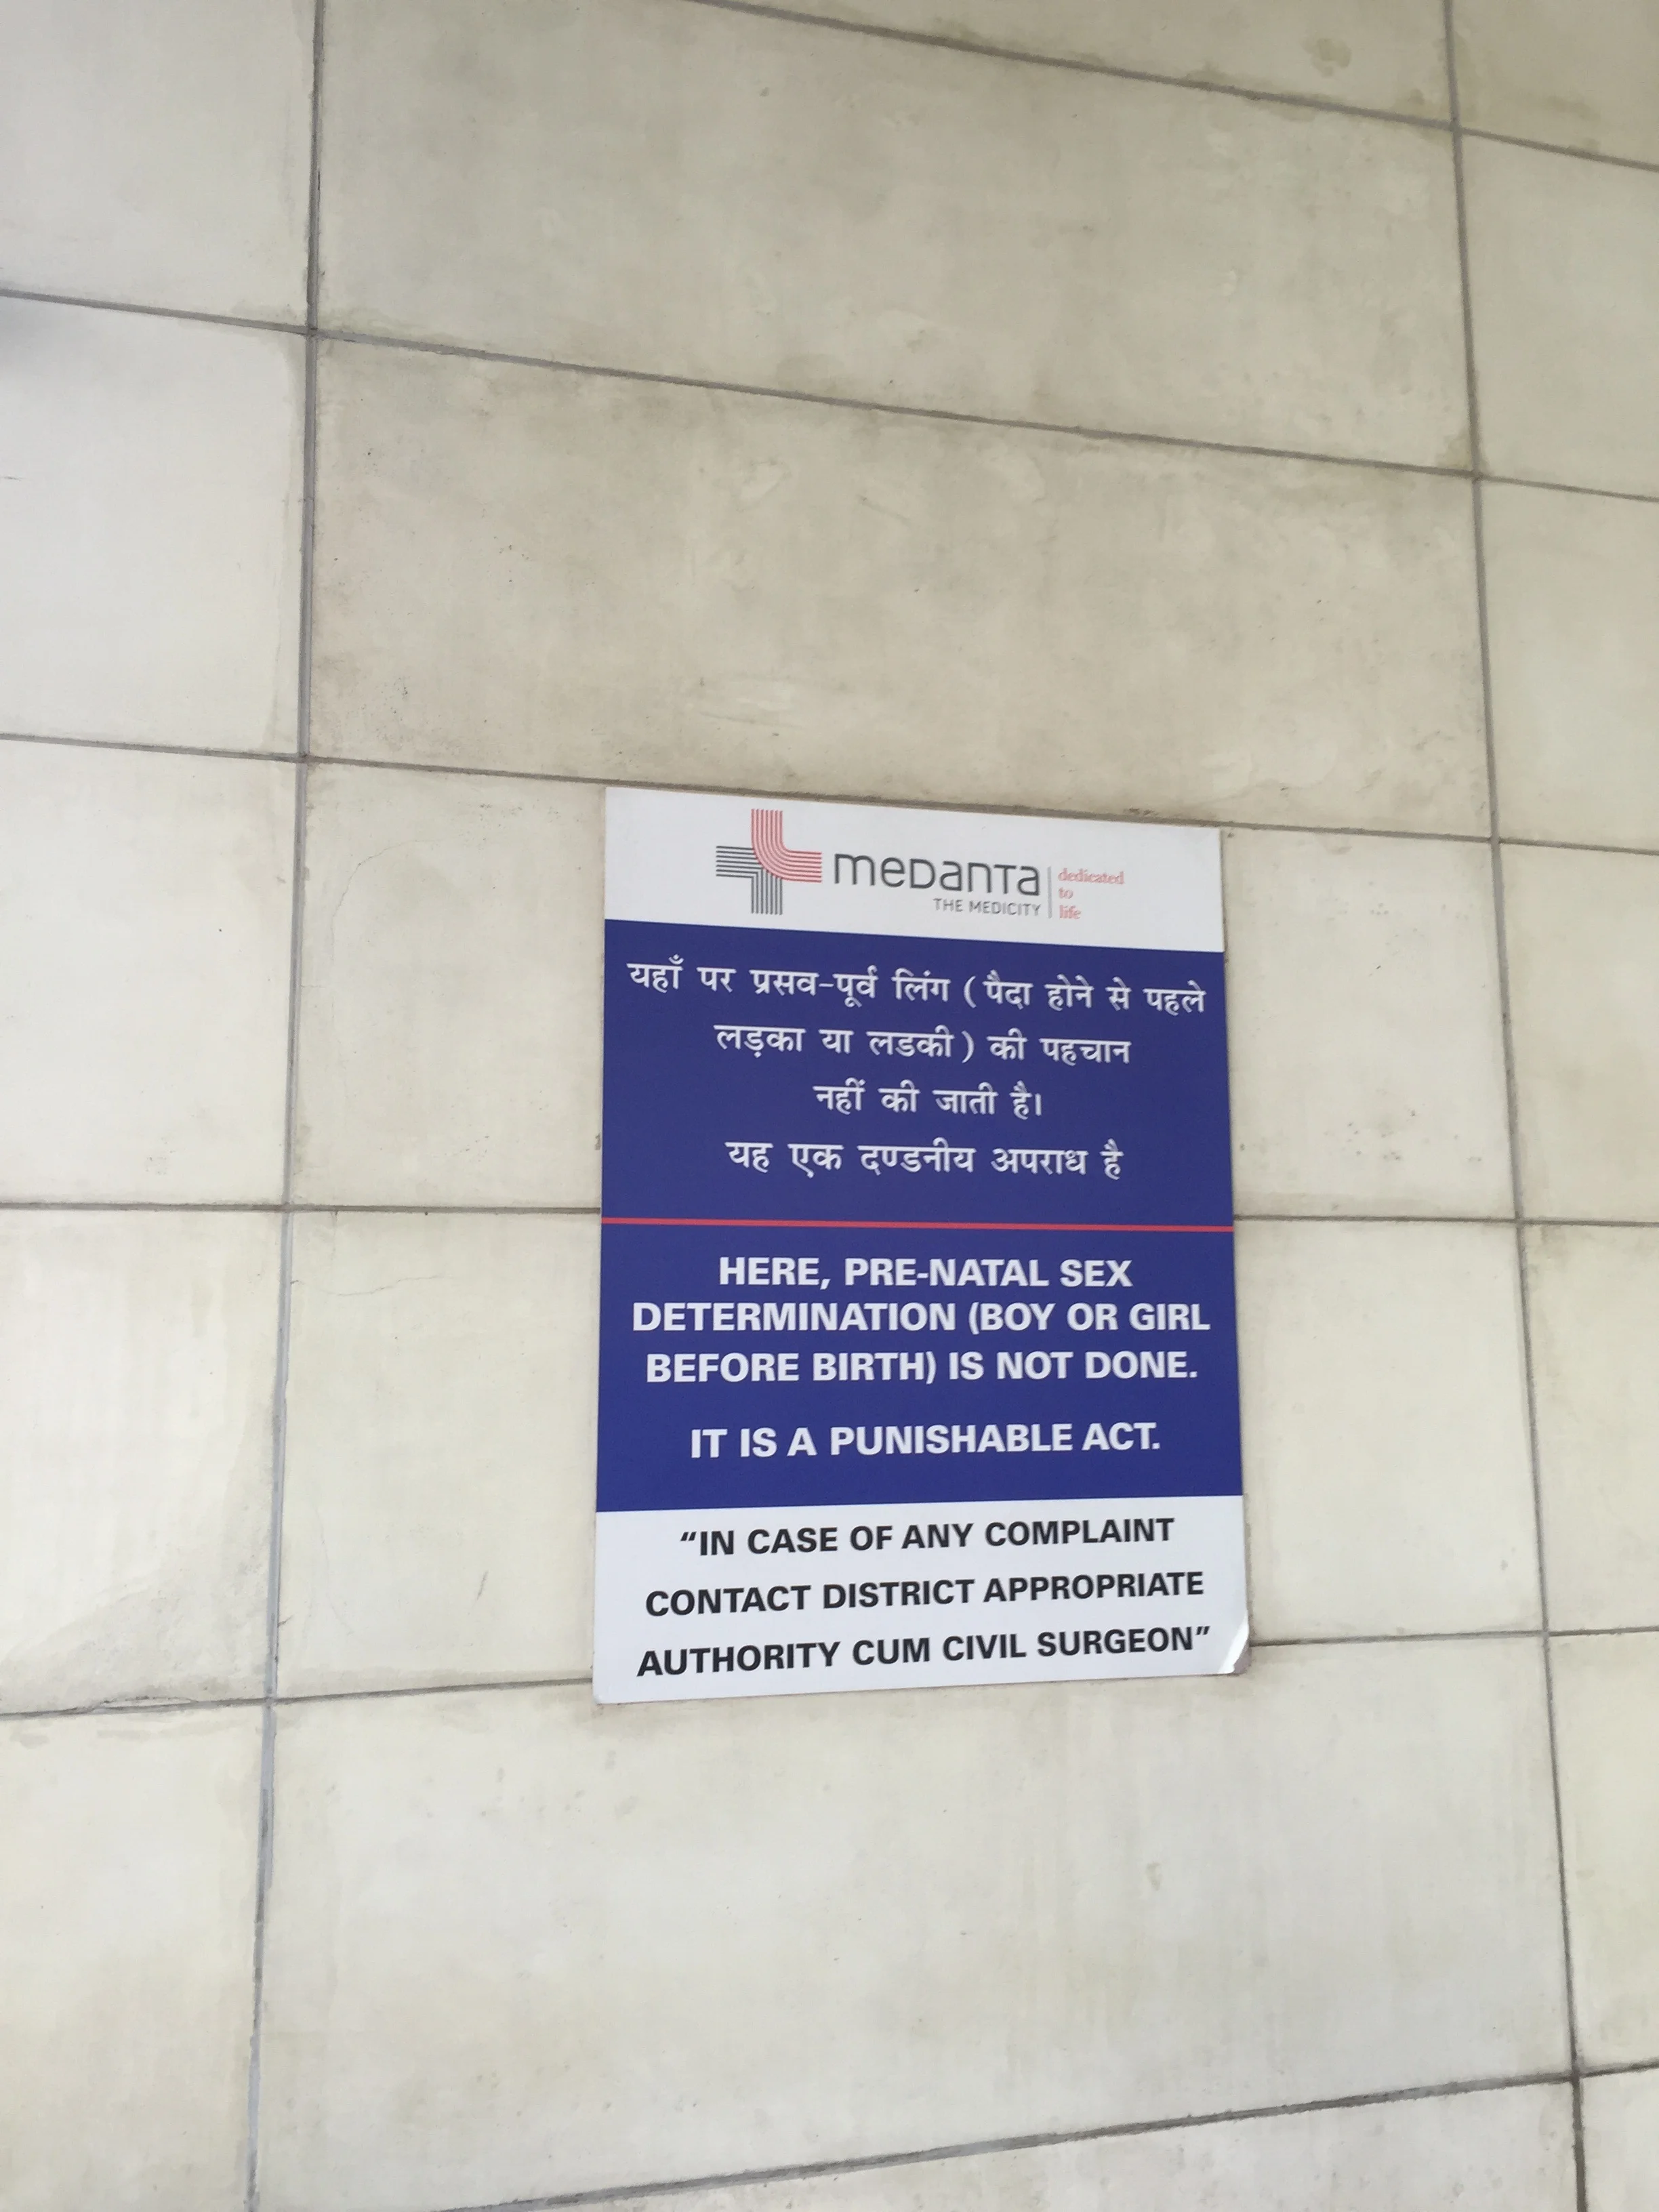 meDanTa
THE MEDICITY
dedicated
to
life
यहाँ पर प्रसव-पूर्व लिंग ( पैदा होने से पहले
लड़का या लडकी ) की पहचान
नहीं की जाती है।
यह एक दण्डनीय अपराध है
HERE, PRE-NATAL SEX
DETERMINATION (BOY OR GIRL
BEFORE BIRTH) IS NOT DONE.
IT IS A PUNISHABLE ACT.
“IN CASE OF ANY COMPLAINT
CONTACT DISTRICT APPROPRIATE
AUTHORITY CUM CIVIL SURGEON”